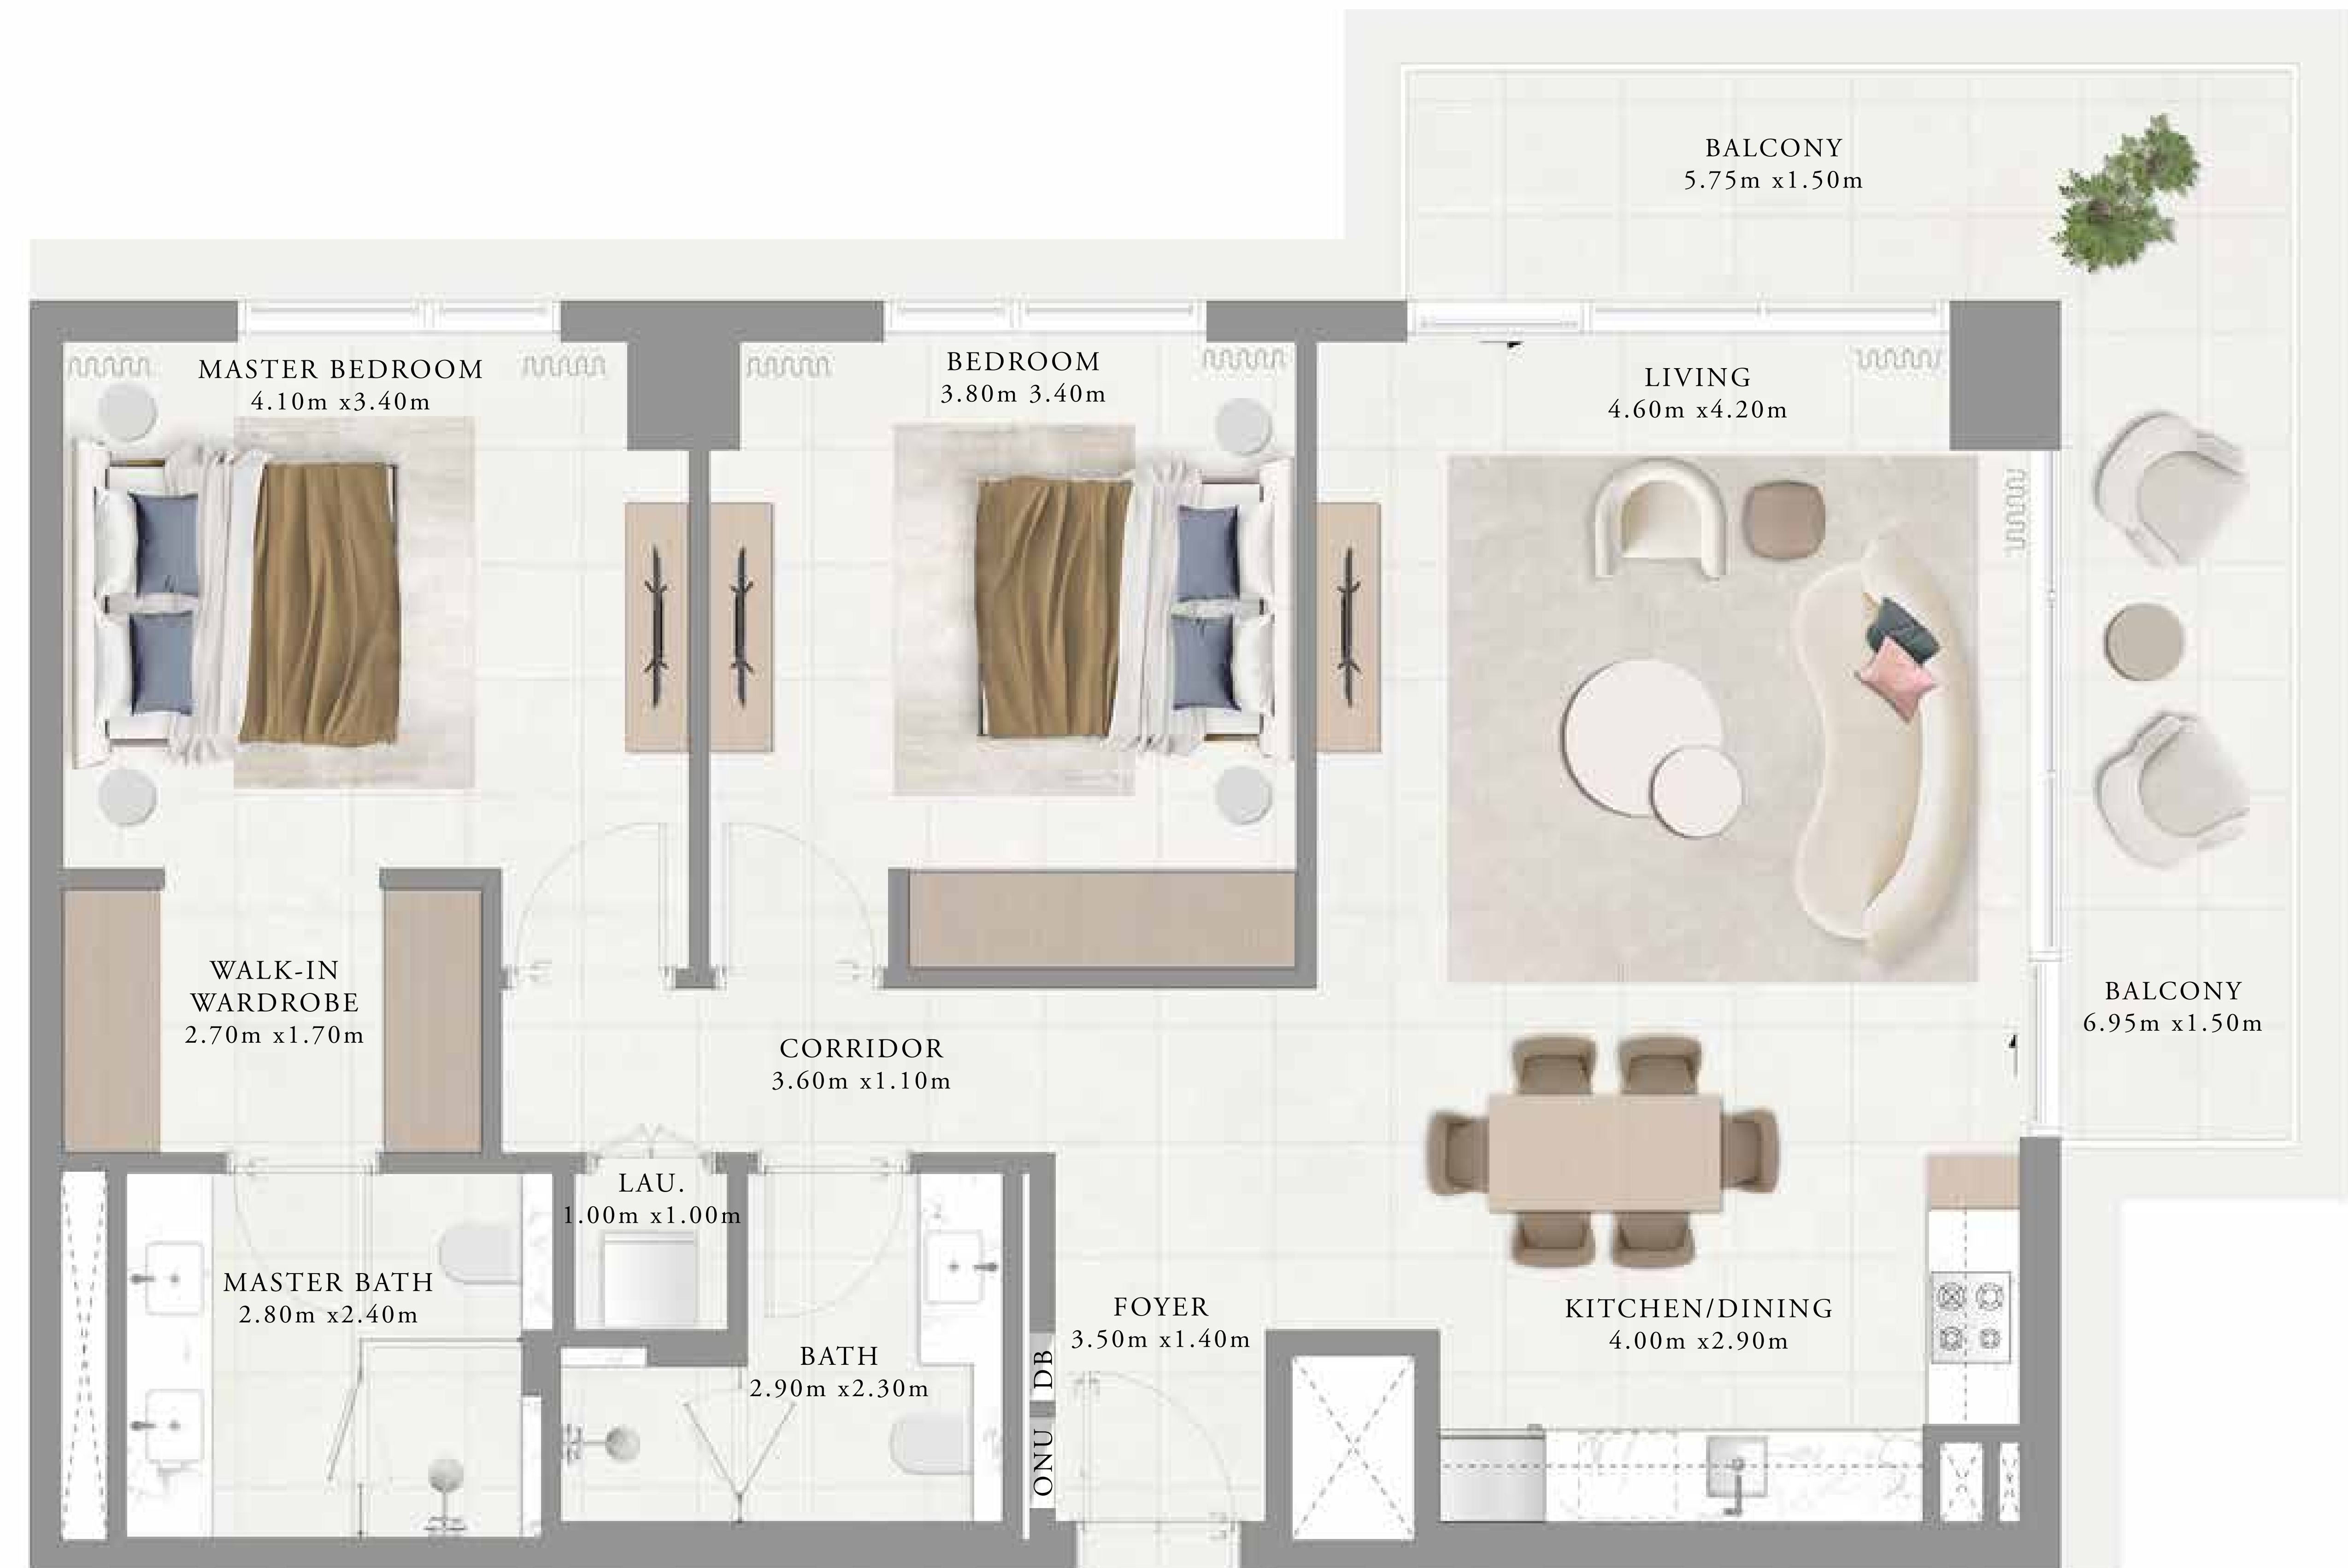 BALCONY
5.75m x1.50m
MASTER BEDROOM
4.10m x3.40m
BEDROOM
3.80m 3.40m
LIVING
4.60m x4.20m
WALK-IN
WARDROBE
2.70m x1.70m
CORRIDOR
3.60m x1.10m
BALCONY
6.95m x1.50m
LAU.
1.00m x1.00m
MASTER BATH
2.80m x2.40m
BATH
2.90m x2.30m
DB
ONU
FOYER
3.50m x1.40m
KITCHEN/DINING
4.00m x2.90m